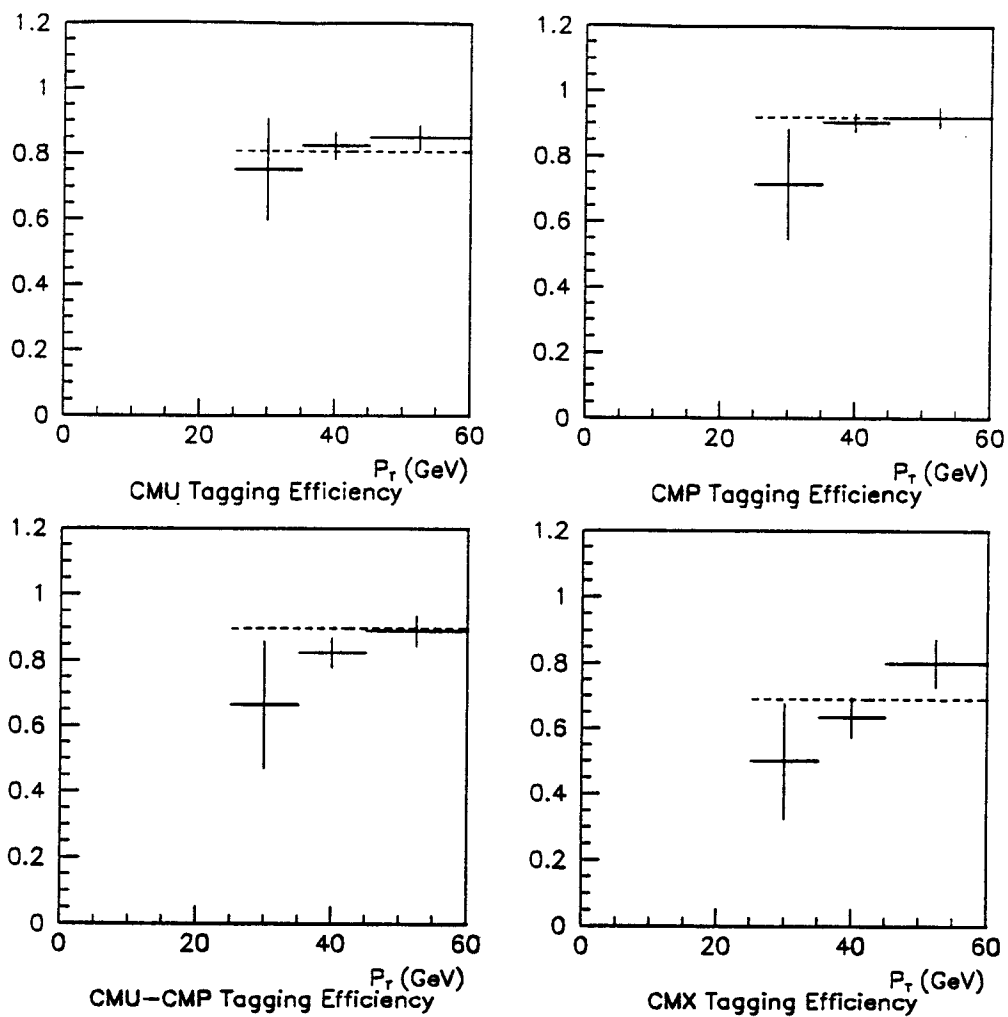 1.2
1
0.8
0.6
0.4
0.2
0
0 20 40 60
P_T (GeV)
CMU Tagging Efficiency
1.2
1
0.8
0.6
0.4
0.2
0
0 20 40 60
P_T (GeV)
CMP Tagging Efficiency
1.2
1
0.8
0.6
0.4
0.2
0
0 20 40 60
P_T (GeV)
CMU-CMP Tagging Efficiency
1.2
1
0.8
0.6
0.4
0.2
0
0 20 40 60
P_T (GeV)
CMX Tagging Efficiency